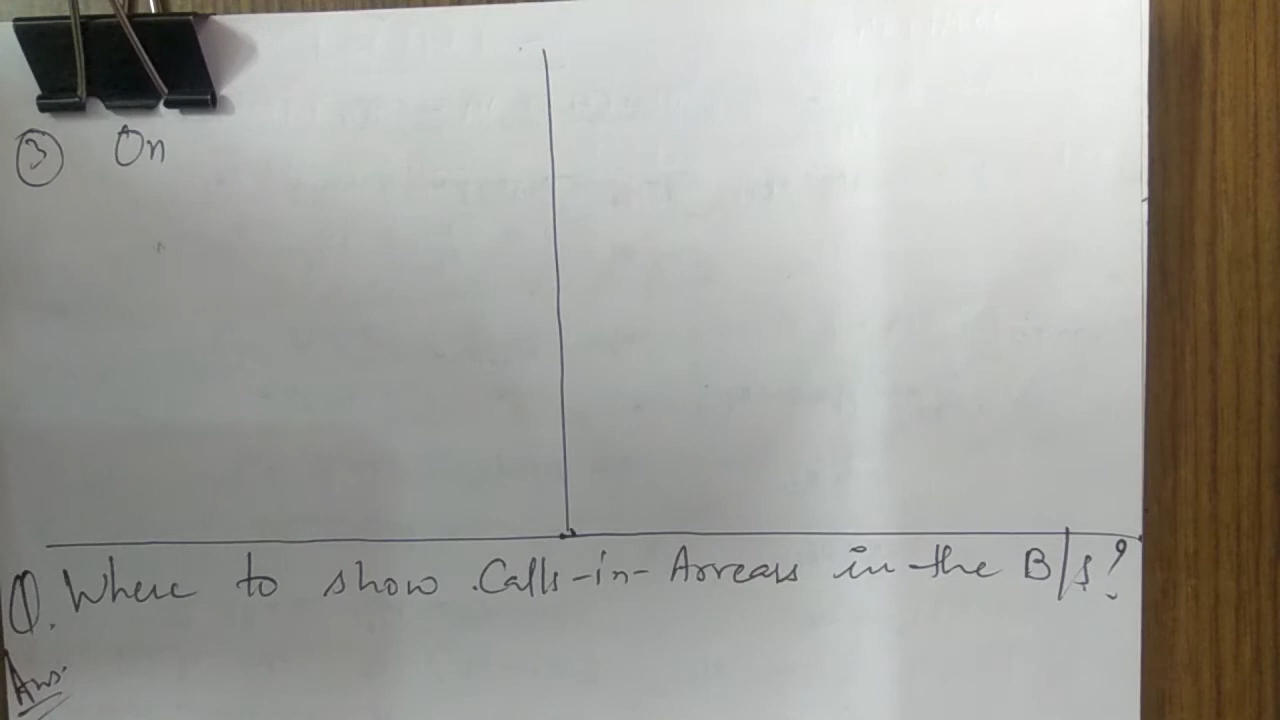 ③ On
Q. Where to show Calls-in-Arrears in the B/S?
Ans.